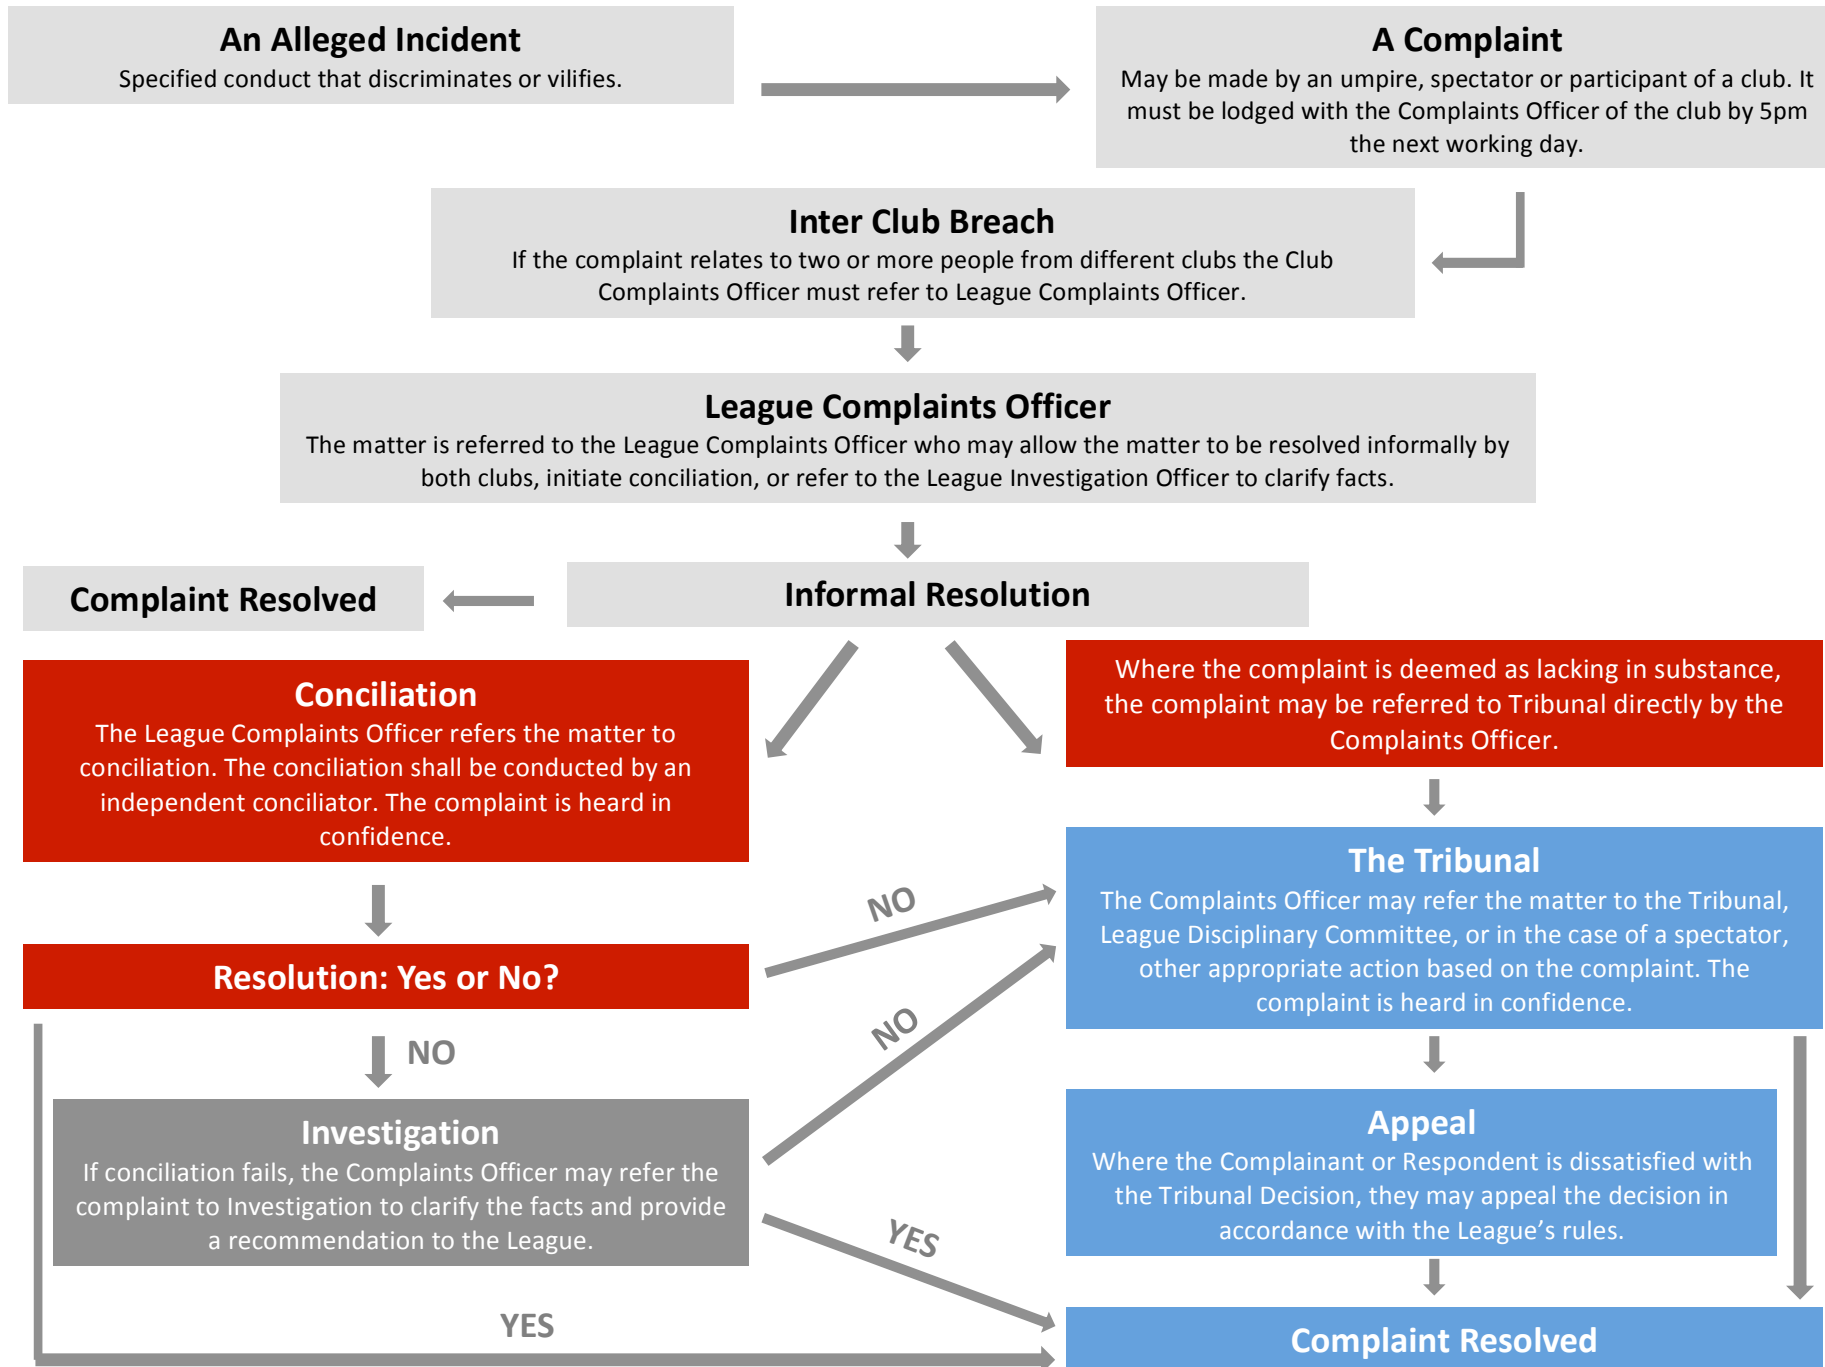 An Alleged Incident
Specified conduct that discriminates or vilifies.
A Complaint
May be made by an umpire, spectator or participant of a club. It
must be lodged with the Complaints Officer of the club by 5pm
the next working day.
Inter Club Breach
If the complaint relates to two or more people from different clubs the Club
Complaints Officer must refer to League Complaints Officer.
League Complaints Officer
The matter is referred to the League Complaints Officer who may allow the matter to be resolved informally by
both clubs, initiate conciliation, or refer to the League Investigation Officer to clarify facts.
Complaint Resolved
Informal Resolution
Conciliation
The League Complaints Officer refers the matter to
conciliation. The conciliation shall be conducted by an
independent conciliator. The complaint is heard in
confidence.
Where the complaint is deemed as lacking in substance,
the complaint may be referred to Tribunal directly by the
Complaints Officer.
The Tribunal
The Complaints Officer may refer the matter to the Tribunal,
League Disciplinary Committee, or in the case of a spectator,
other appropriate action based on the complaint. The
complaint is heard in confidence.
NO
Resolution: Yes or No?
NO
NO
Investigation
If conciliation fails, the Complaints Officer may refer the
complaint to Investigation to clarify the facts and provide
a recommendation to the League.
Appeal
Where the Complainant or Respondent is dissatisfied with
the Tribunal Decision, they may appeal the decision in
accordance with the League's rules.
YES
YES
Complaint Resolved